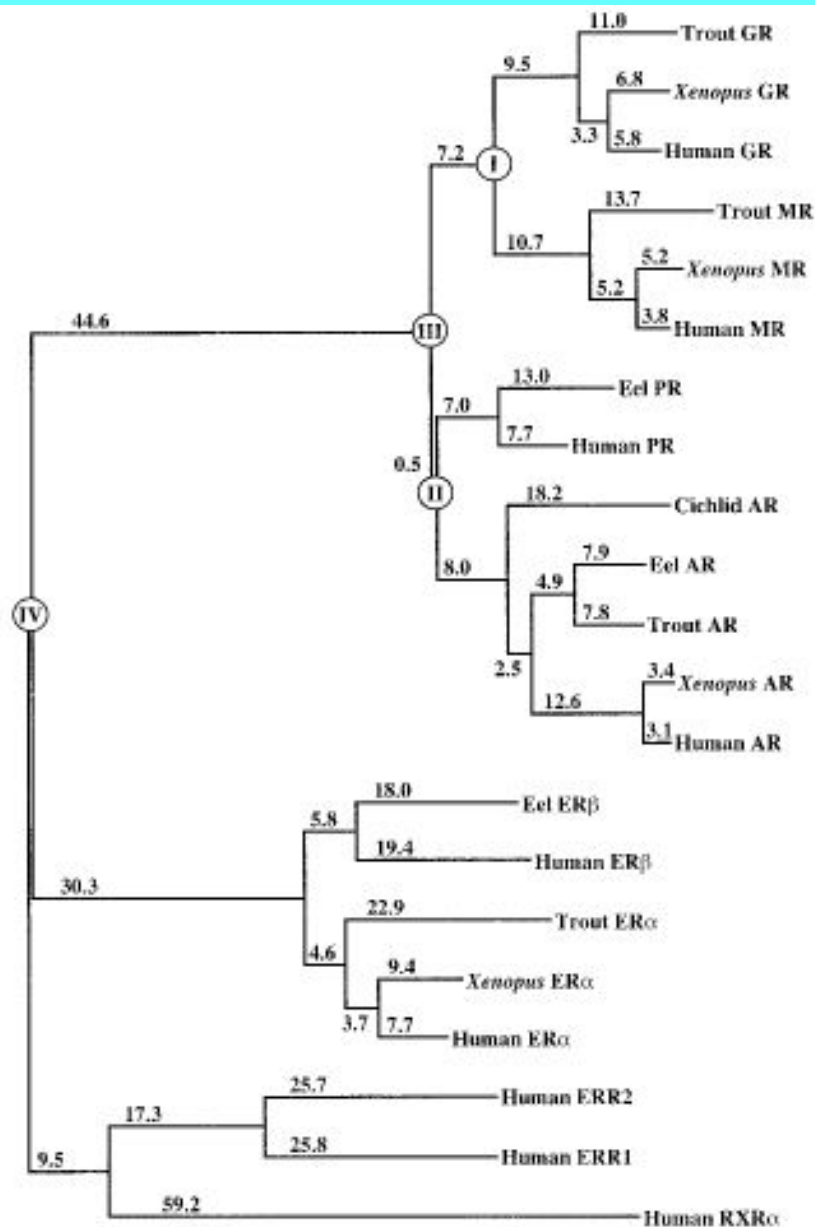 11.0
Trout GR
9.5
6.8
Xenopus GR
3.3
5.8
Human GR
7.2
I
13.7
Trout MR
10.7
5.2
Xenopus MR
5.2
3.8
Human MR
44.6
III
13.0
Eel PR
7.0
7.7
Human PR
0.5
II
18.2
Cichlid AR
8.0
7.9
Eel AR
4.9
7.8
Trout AR
IV
2.5
3.4
Xenopus AR
12.6
3.1
Human AR
18.0
Eel ERβ
5.8
19.4
Human ERβ
30.3
22.9
Trout ERα
4.6
9.4
Xenopus ERα
3.7
7.7
Human ERα
25.7
Human ERR2
17.3
25.8
Human ERR1
9.5
59.2
Human RXRα